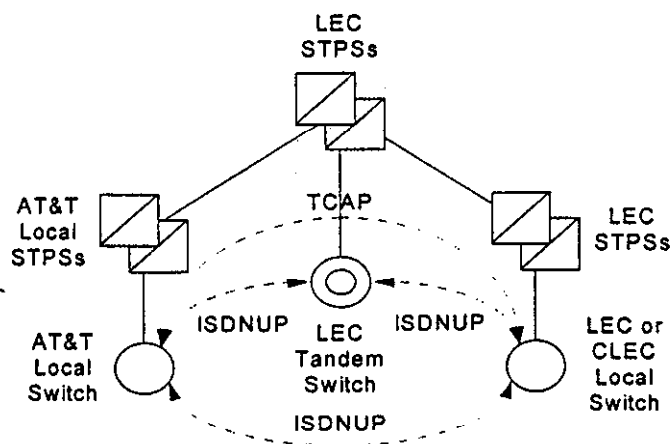 LEC
STPSs
AT&T
Local
STPSs
TCAP
LEC
STPSs
ISDNUP
ISDNUP
AT&T
Local
Switch
LEC
Tandem
Switch
LEC or
CLEC
Local
Switch
ISDNUP